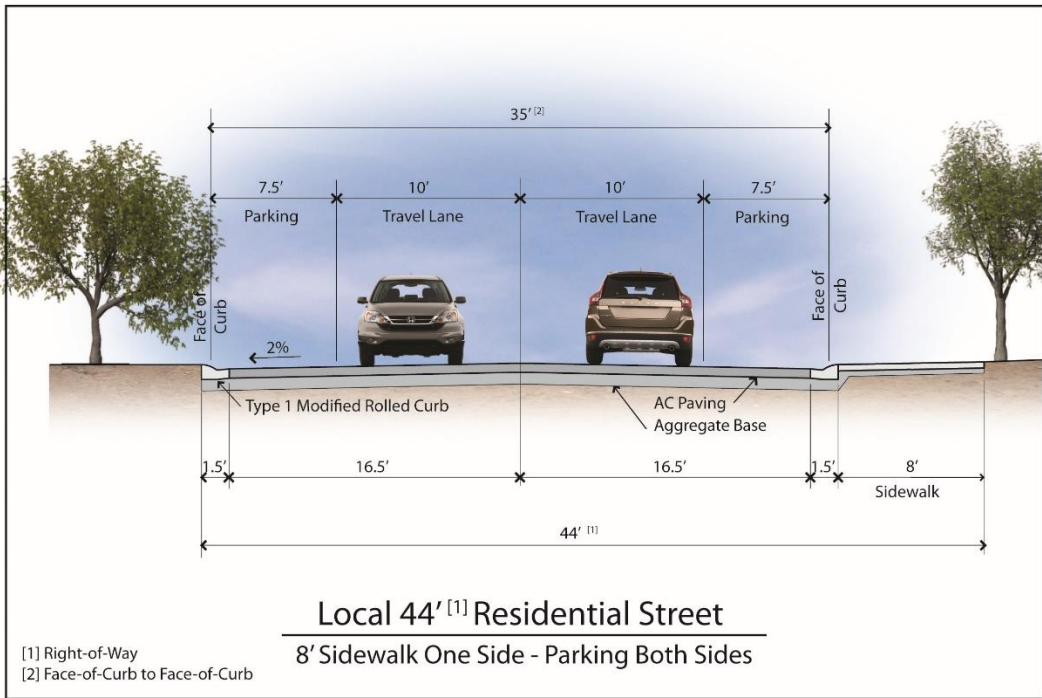 35' [2]
7.5'
10'
10'
7.5'
Parking
Travel Lane
Travel Lane
Parking
Face of
Curb
Face of
Curb
2%
Type 1 Modified Rolled Curb
AC Paving
Aggregate Base
1.5'
16.5'
16.5'
1.5'
8'
Sidewalk
44' [1]
Local 44' [1] Residential Street
8' Sidewalk One Side - Parking Both Sides
[1] Right-of-Way
[2] Face-of-Curb to Face-of-Curb